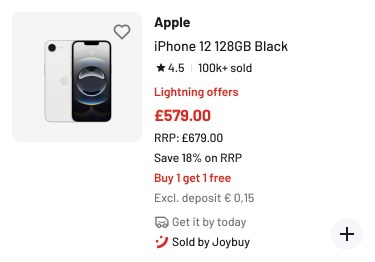 Apple
iPhone 12 128GB Black
4.5 100k+ sold
Lightning offers
£579.00
RRP: £679.00
Save 18% on RRP
Buy 1 get 1 free
Excl. deposit € 0,15
Get it by today
Sold by Joybuy